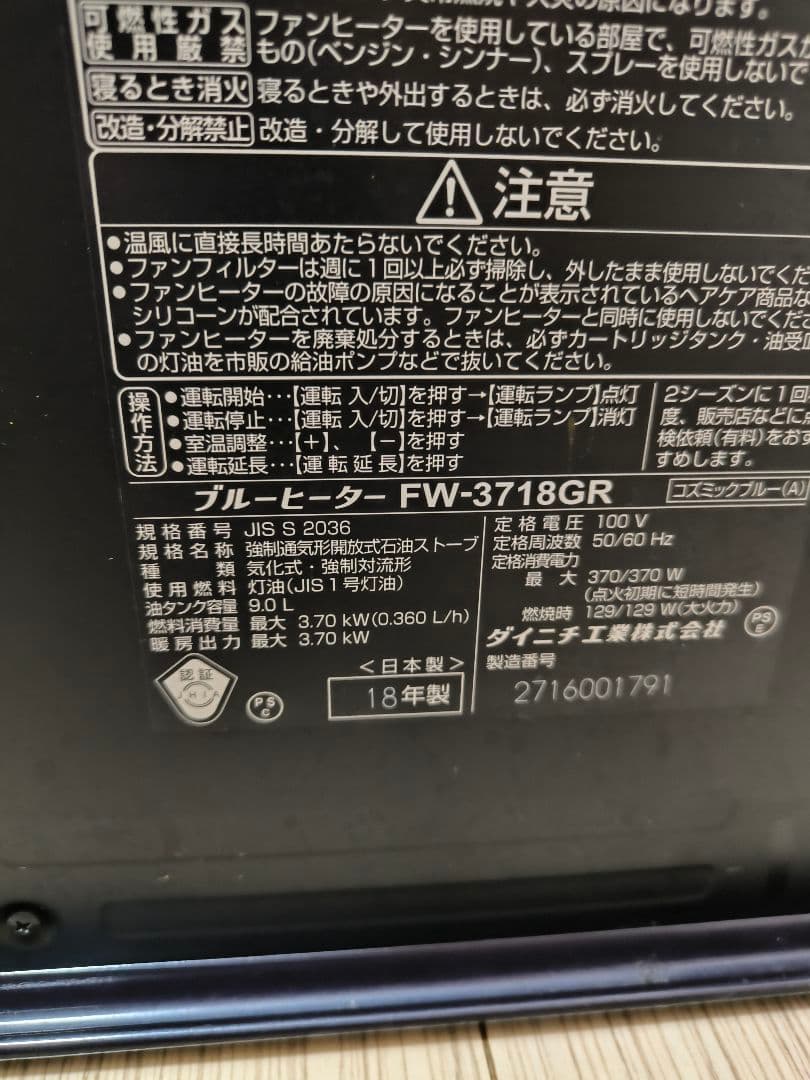 の原因になります。
可燃性ガス
使用厳禁
ファンヒーターを使用している部屋で、可燃性ガスが
もの(ベンジン・シンナー)、スプレーを使用しないで
寝るとき消火
寝るときや外出するときは、必ず消火してください。
改造・分解禁止
改造・分解して使用しないでください。
注意
●温風に直接長時間あたらないでください。
●ファンフィルターは週に1回以上必ず掃除し、外したまま使用しないでくだ
●ファンヒーターの故障の原因になることが表示されているヘアケア商品な
シリコーンが配合されています。ファンヒーターと同時に使用しないでくだ
●ファンヒーターを廃棄処分するときは、必ずカートリッジタンク・油受皿
の灯油を市販の給油ポンプなどで抜いてください。
操作方法
●運転開始・・・【運転 入/切】を押す→【運転ランプ】点灯
●運転停止・・・【運転 入/切】を押す→【運転ランプ】消灯
●室温調整・・・【+】、【-】を押す
●運転延長・・・【運転延長】を押す
2シーズンに1回
度、販売店などに点
検依頼(有料)をおす
すめします。
ブルーヒーター FW-3718GR
コズミックブルー(A)
規格番号 JIS S 2036
規格名称 強制通気形開放式石油ストーブ
種類 気化式・強制対流形
使用燃料 灯油(JIS1号灯油)
油タンク容量 9.0 L
燃料消費量 最大 3.70 kW(0.360 L/h)
暖房出力 最大 3.70 kW
定格電圧 100 V
定格周波数 50/60 Hz
定格消費電力
最大 370/370 W
(点火初期に短時間発生)
燃焼時 129/129 W(大火力)
ダイニチ工業株式会社
PSE
認証
JHIA
PSC
<日本製>
18年製
製造番号
2716001791